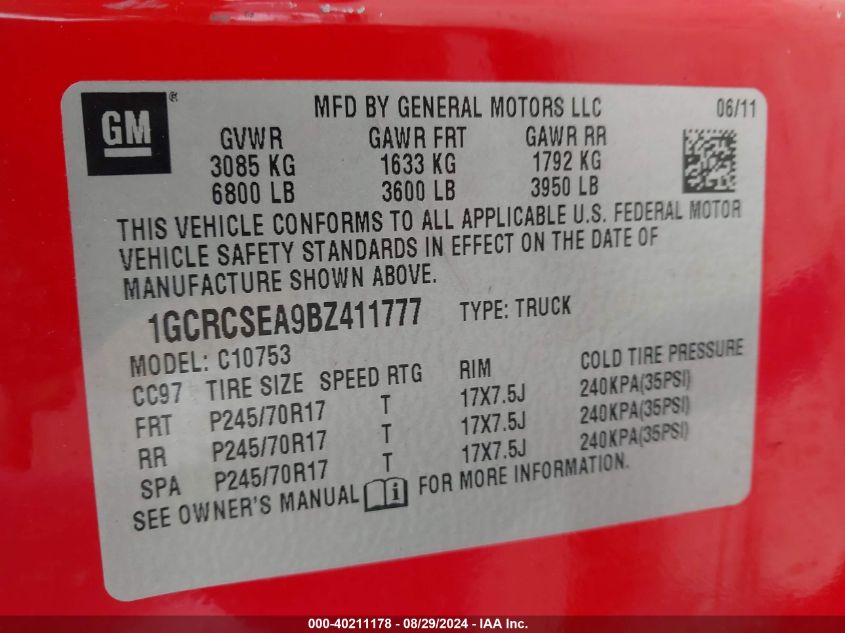 GM®
MFD BY GENERAL MOTORS LLC 06/11
GVWR GAWR FRT GAWR RR
3085 KG 1633 KG 1792 KG
6800 LB 3600 LB 3950 LB
THIS VEHICLE CONFORMS TO ALL APPLICABLE U.S. FEDERAL MOTOR
VEHICLE SAFETY STANDARDS IN EFFECT ON THE DATE OF
MANUFACTURE SHOWN ABOVE.
1GCRCSEA9BZ411777 TYPE: TRUCK
MODEL: C10753
CC97 TIRE SIZE SPEED RTG RIM COLD TIRE PRESSURE
FRT P245/70R17 T 17X7.5J 240KPA(35PSI)
RR P245/70R17 T 17X7.5J 240KPA(35PSI)
SPA P245/70R17 T 17X7.5J 240KPA(35PSI)
SEE OWNER'S MANUAL i FOR MORE INFORMATION.
000-40211178 - 08/29/2024 - IAA Inc.